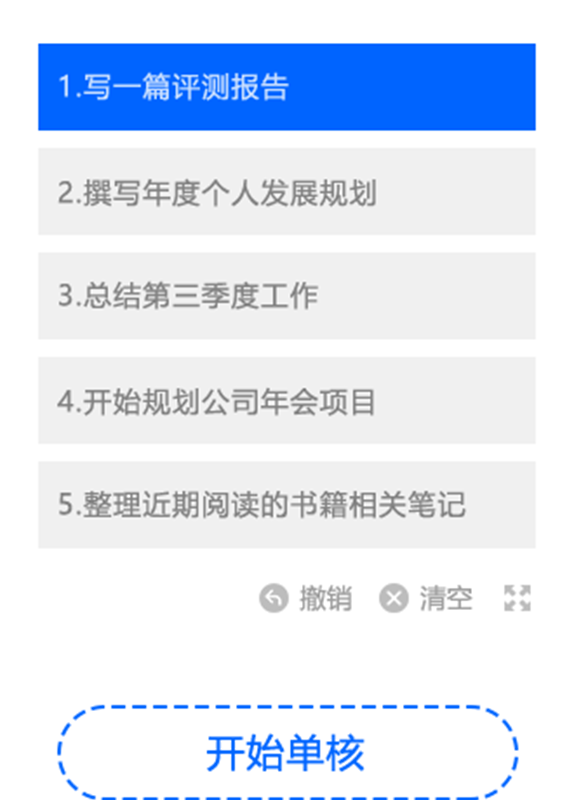 1.写一篇评测报告
2.撰写年度个人发展规划
3.总结第三季度工作
4.开始规划公司年会项目
5.整理近期阅读的书籍相关笔记
撤销 清空
开始单核